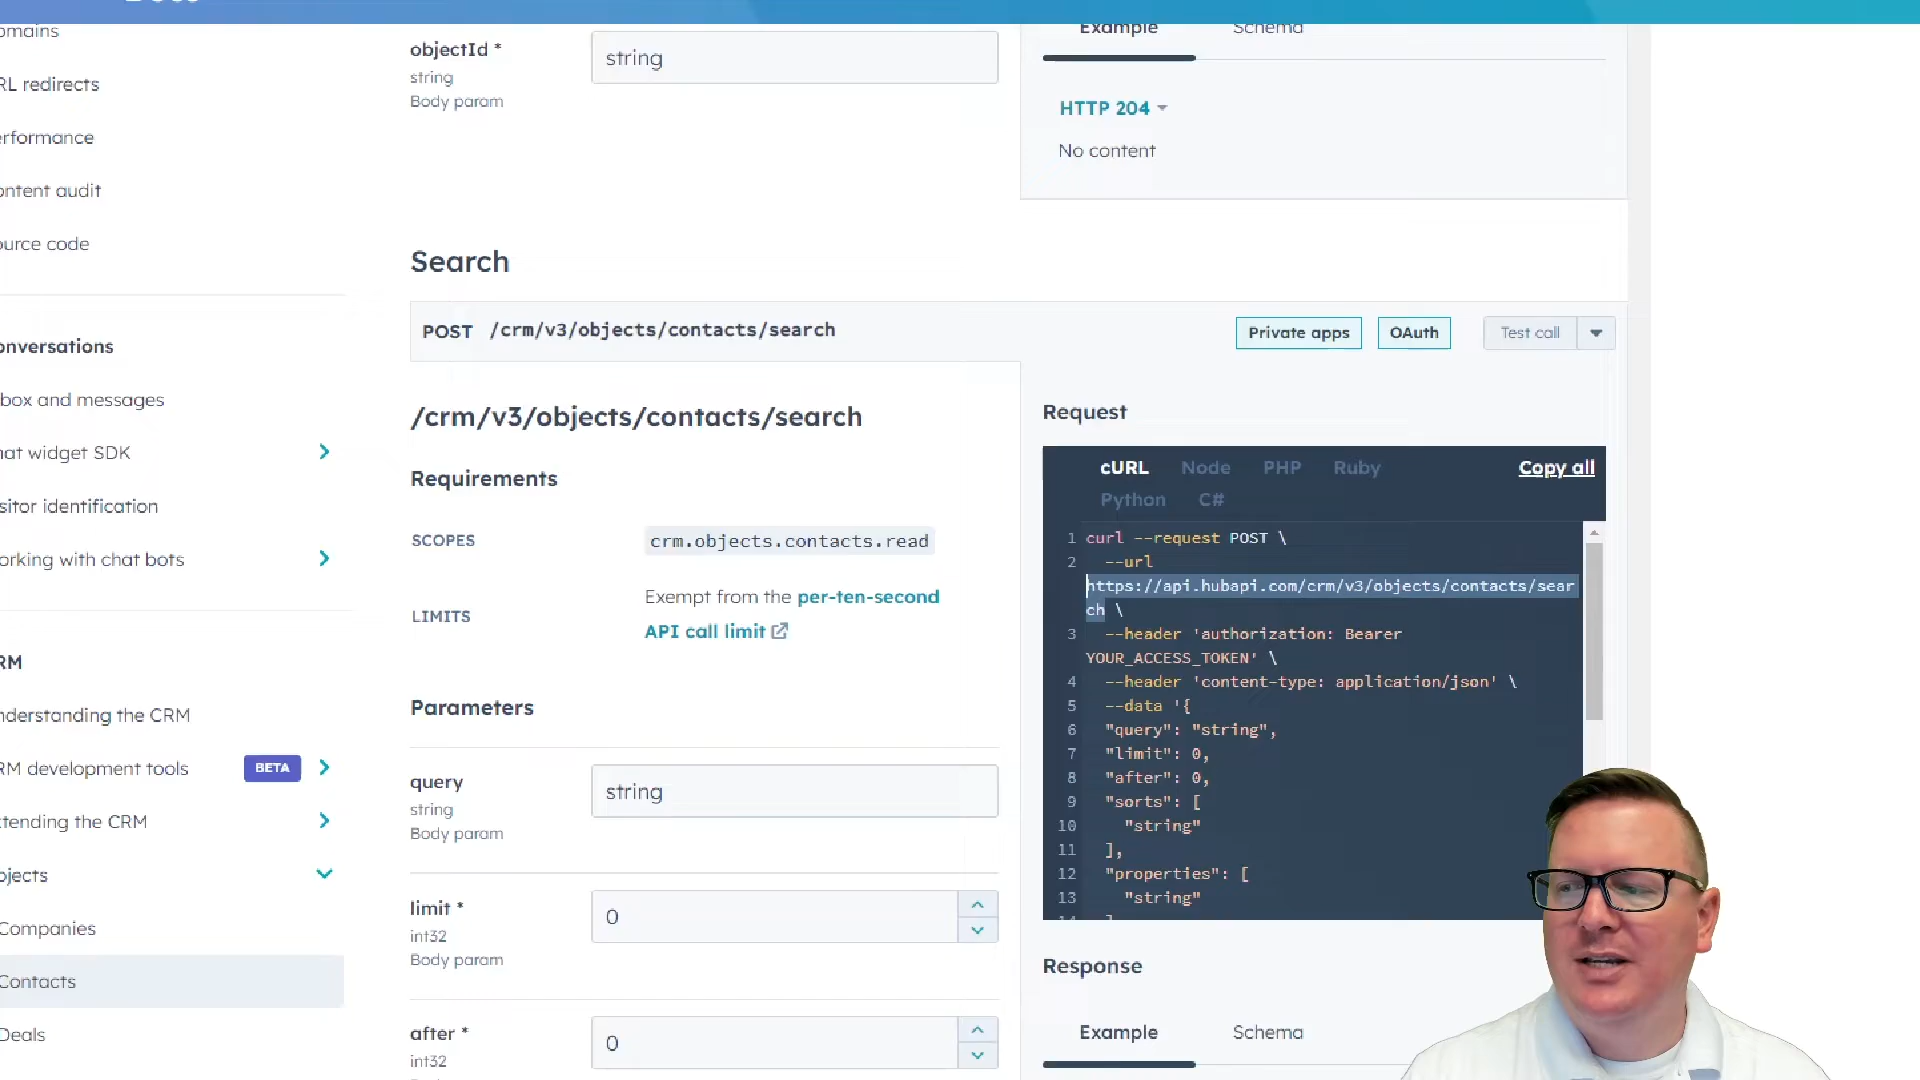 omains
RL redirects
erformance
ontent audit
ource code
onversations
box and messages
hat widget SDK
sitor identification
orking with chat bots
RM
nderstanding the CRM
RM development tools BETA
xtending the CRM
bjects
Companies
Contacts
Deals
objectId *
string
Body param
string
Example Schema
HTTP 204
No content
Search
POST /crm/v3/objects/contacts/search Private apps OAuth Test call
/crm/v3/objects/contacts/search
Requirements
SCOPES crm.objects.contacts.read
LIMITS Exempt from the per-ten-second
API call limit
Parameters
query
string
Body param
string
limit *
int32
Body param
0
after *
int32
0
Request
cURL Node PHP Ruby Copy all
Python C#
1 curl --request POST \
2 --url
https://api.hubapi.com/crm/v3/objects/contacts/sear
ch \
3 --header 'authorization: Bearer
YOUR_ACCESS_TOKEN' \
4 --header 'content-type: application/json' \
5 --data '{
6 "query": "string",
7 "limit": 0,
8 "after": 0,
9 "sorts": [
10 "string"
11 ],
12 "properties": [
13 "string"
Response
Example Schema